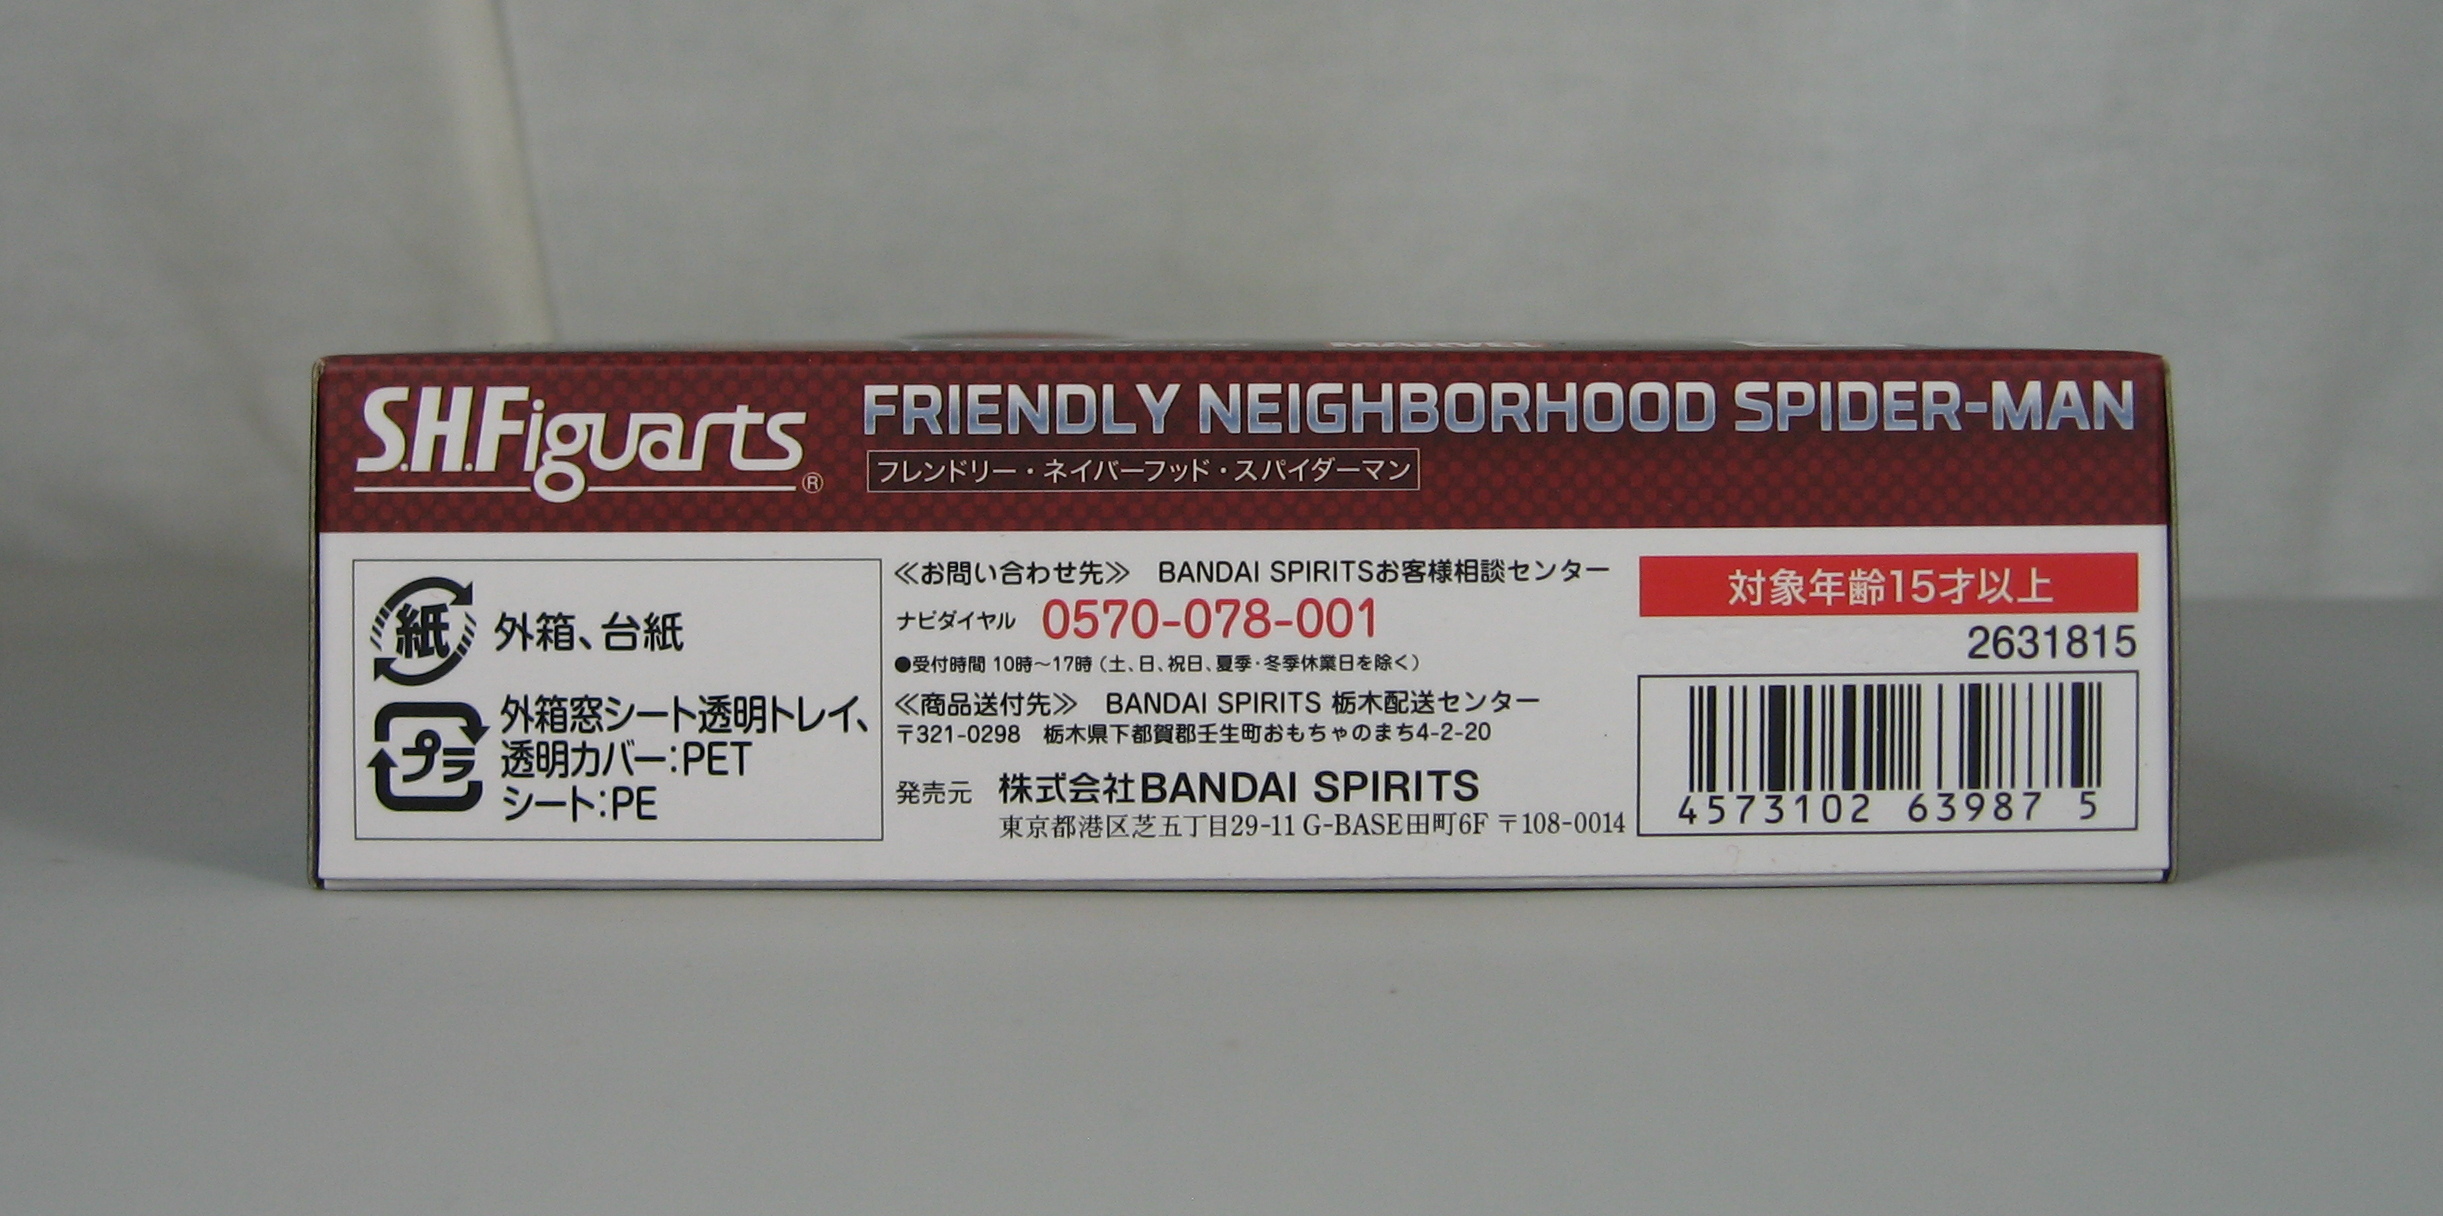 S.H.Figuarts®
FRIENDLY NEIGHBORHOOD SPIDER-MAN
フレンドリー・ネイバーフッド・スパイダーマン
紙 外箱、台紙
プラ 外箱窓シート透明トレイ、
透明カバー:PET
シート:PE
≪お問い合わせ先≫ BANDAI SPIRITSお客様相談センター
ナビダイヤル 0570-078-001
●受付時間 10時～17時(土、日、祝日、夏季・冬季休業日を除く)
≪商品送付先≫ BANDAI SPIRITS 栃木配送センター
〒321-0298 栃木県下都賀郡壬生町おもちゃのまち4-2-20
発売元 株式会社BANDAI SPIRITS
東京都港区芝五丁目29-11 G-BASE田町6F 〒108-0014
対象年齢15才以上
2631815
4573102 63987 5